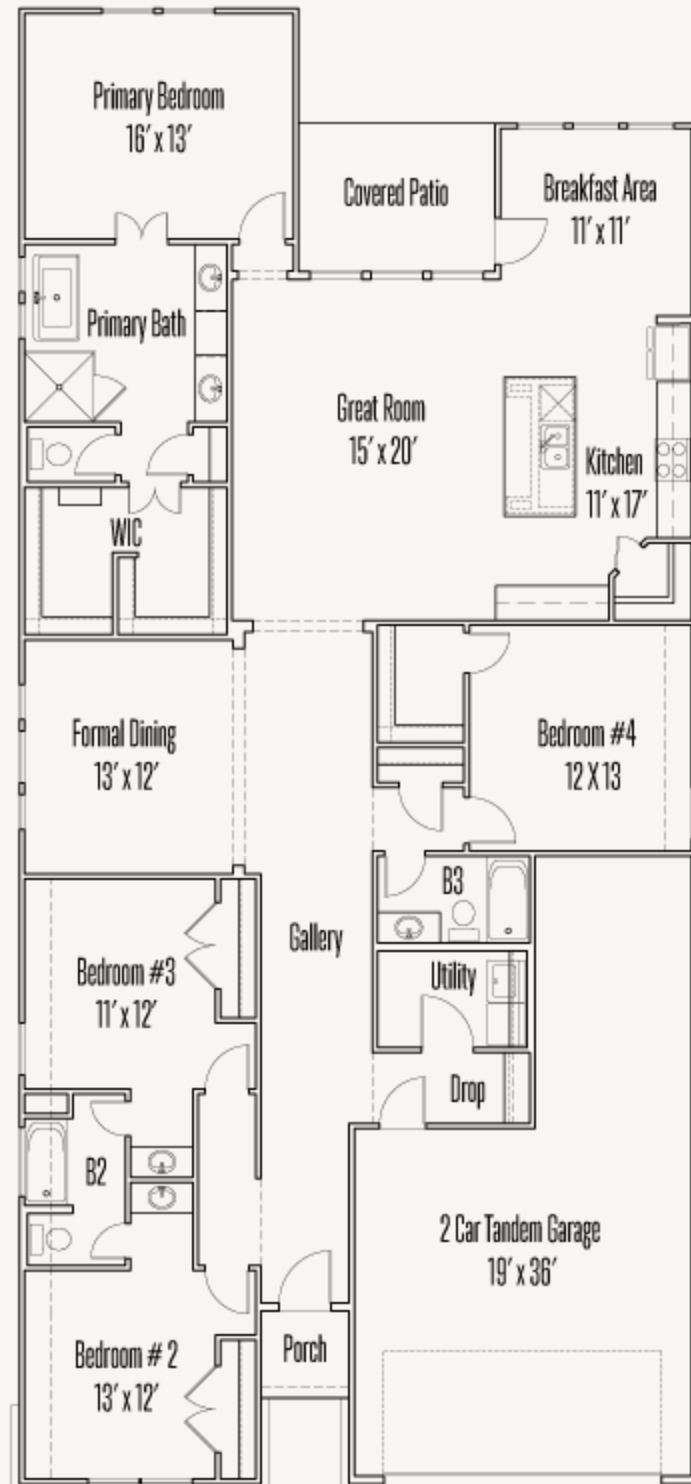 Primary Bedroom
16' x 13'
Covered Patio
Breakfast Area
11' x 11'
Primary Bath
Great Room
15' x 20'
Kitchen
11' x 17'
WIC
Formal Dining
13' x 12'
Bedroom #4
12 X 13
B3
Gallery
Utility
Bedroom #3
11' x 12'
Drop
B2
2 Car Tandem Garage
19' x 36'
Porch
Bedroom # 2
13' x 12'